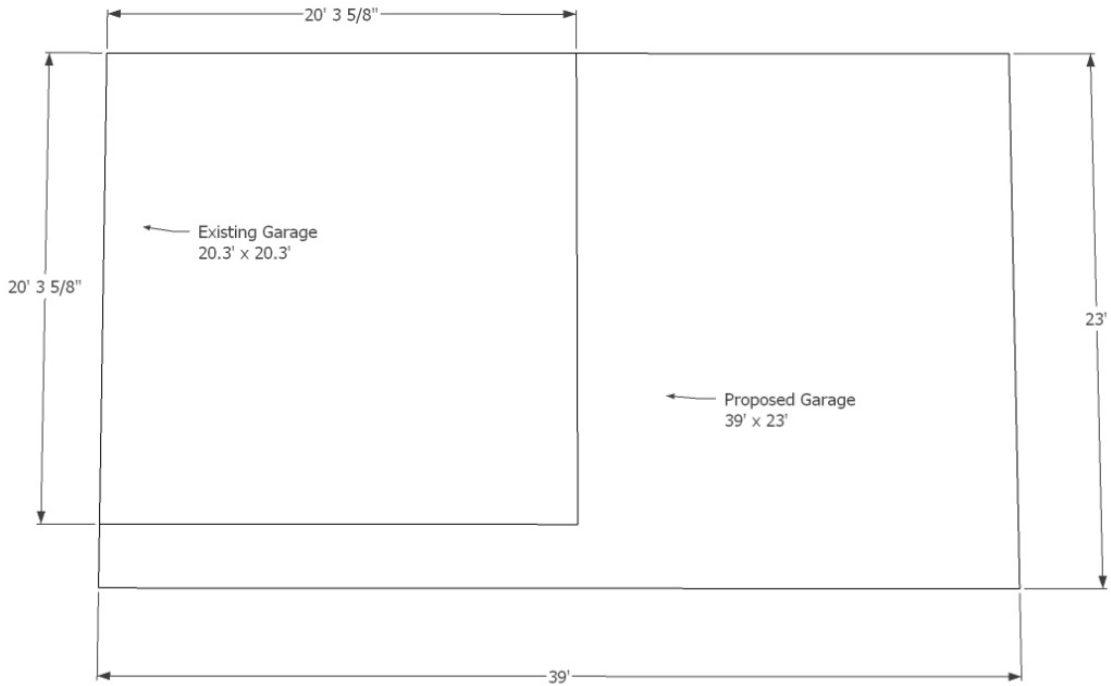 20' 3 5/8"
Existing Garage
20.3' x 20.3'
20' 3 5/8"
23'
Proposed Garage
39' x 23'
39'